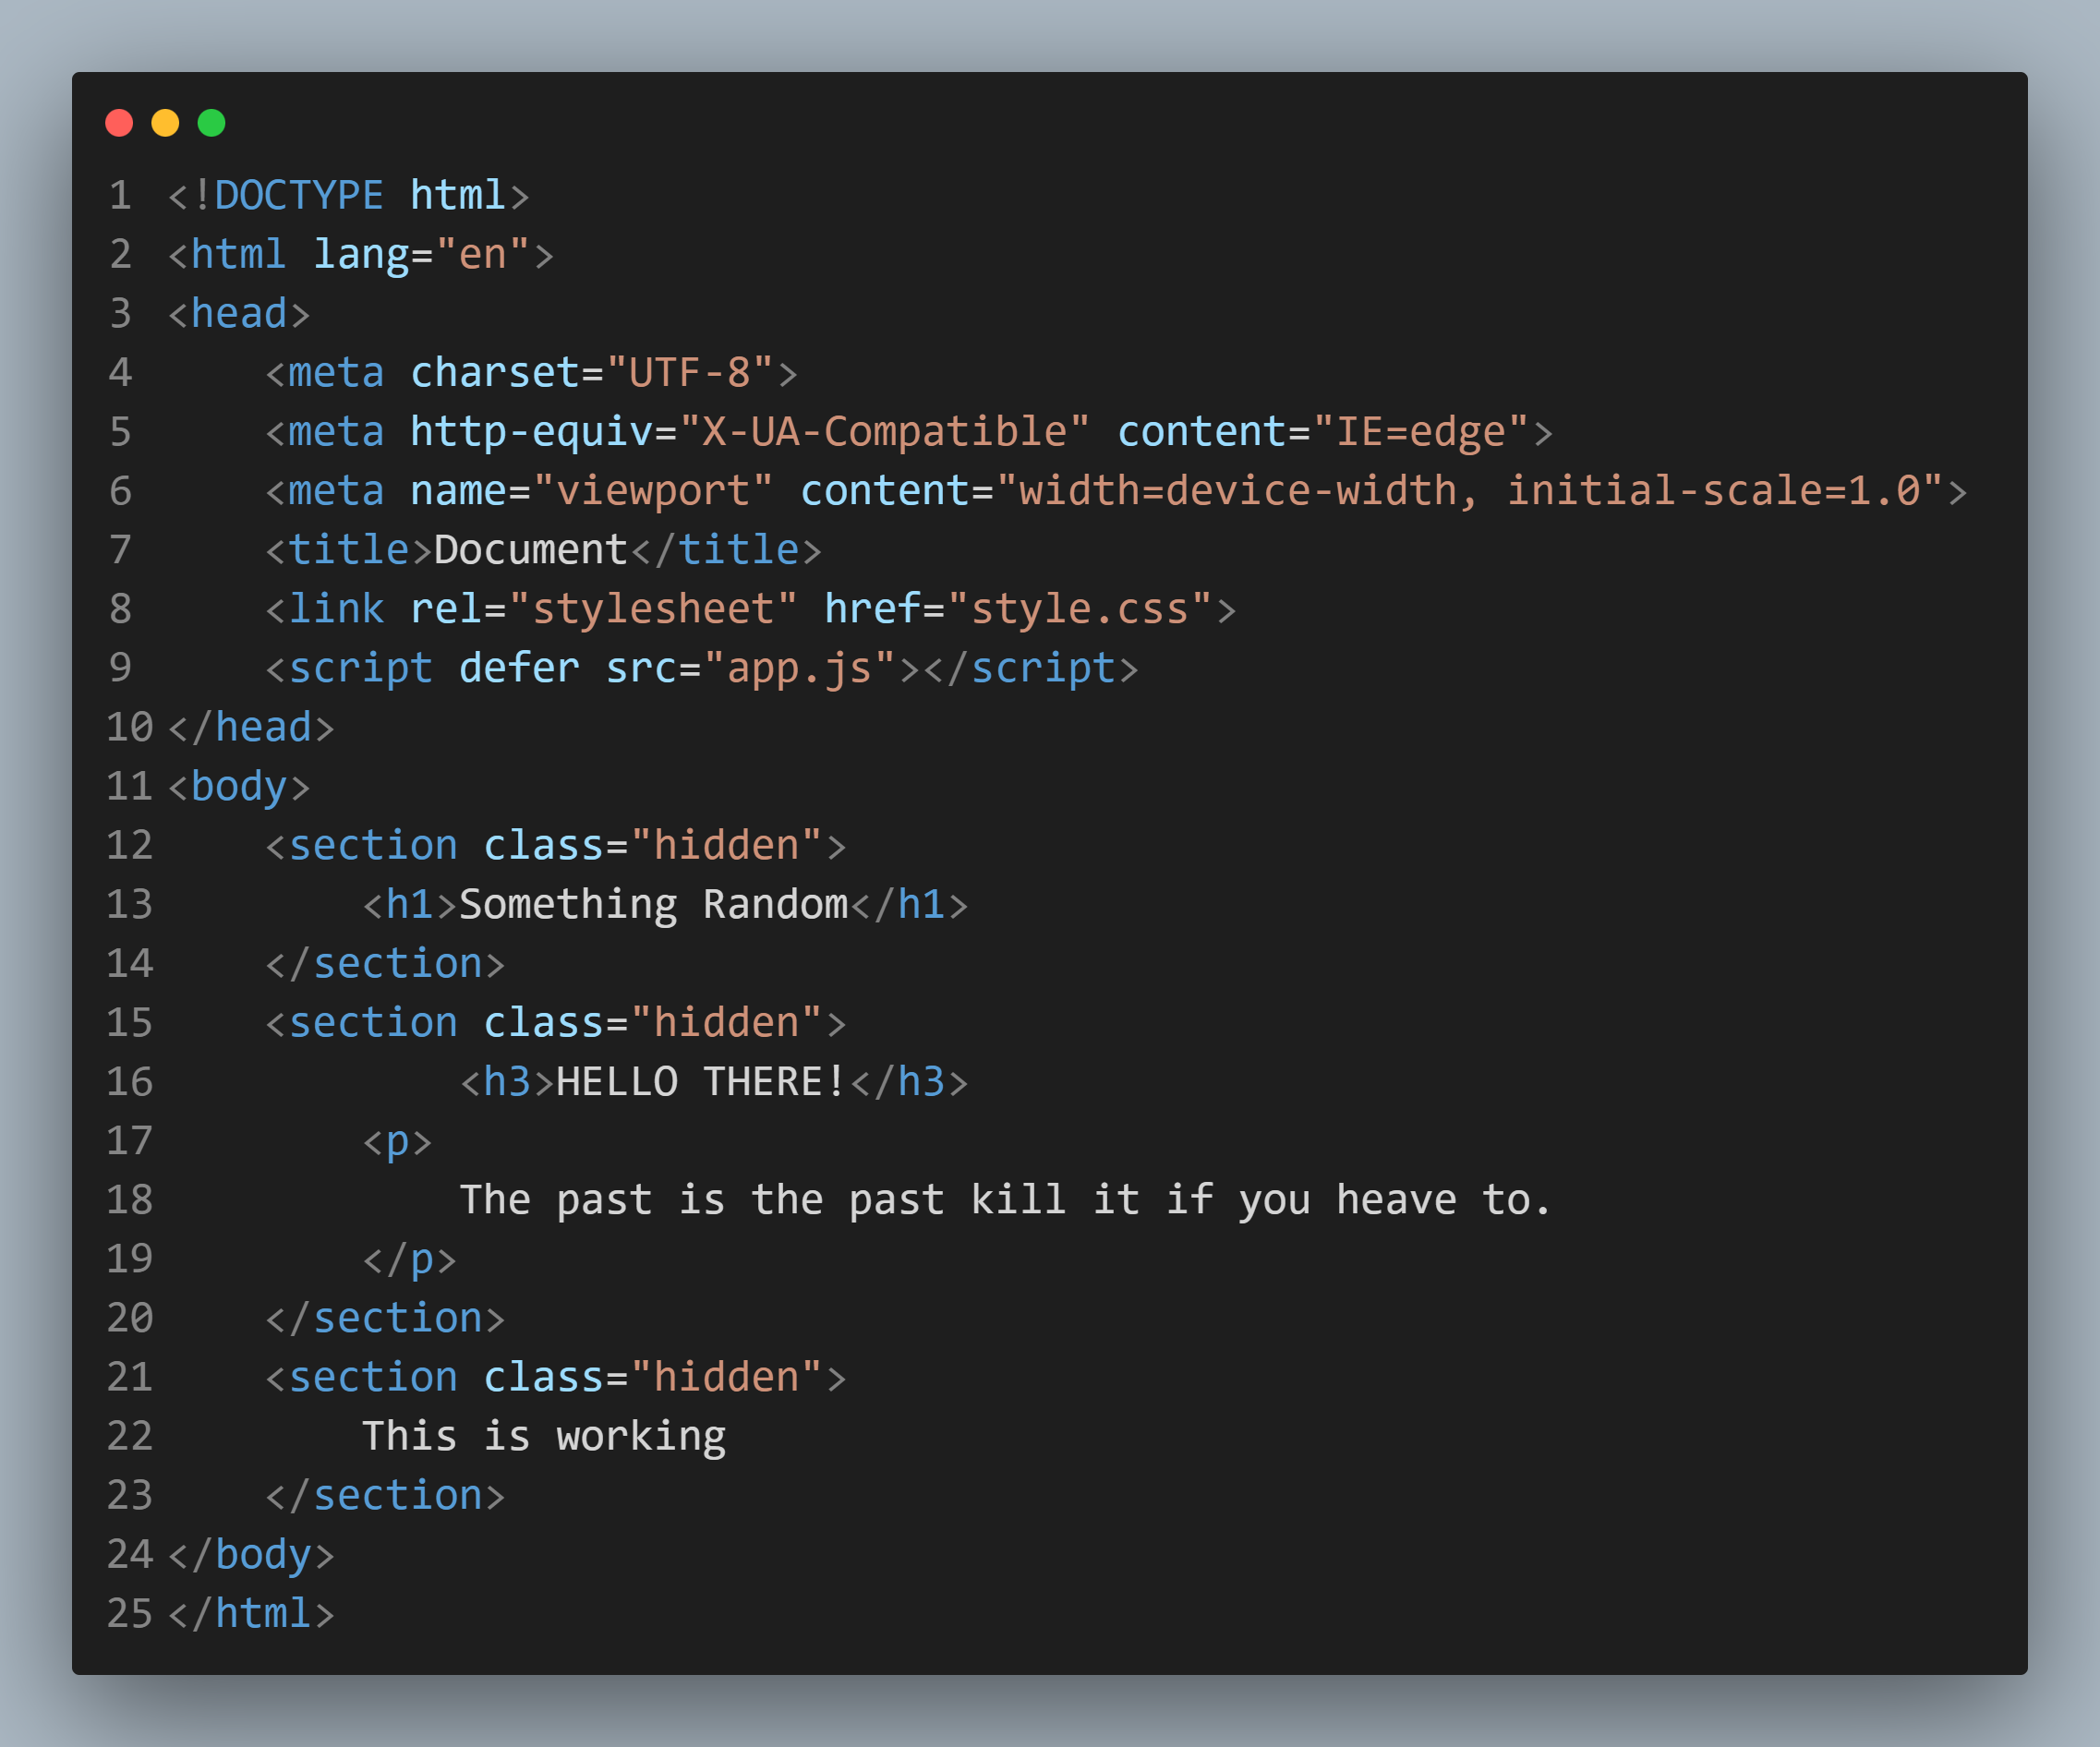 1 <!DOCTYPE html>
2 <html lang="en">
3 <head>
4     <meta charset="UTF-8">
5     <meta http-equiv="X-UA-Compatible" content="IE=edge">
6     <meta name="viewport" content="width=device-width, initial-scale=1.0">
7     <title>Document</title>
8     <link rel="stylesheet" href="style.css">
9     <script defer src="app.js"></script>
10 </head>
11 <body>
12     <section class="hidden">
13         <h1>Something Random</h1>
14     </section>
15     <section class="hidden">
16             <h3>HELLO THERE!</h3>
17         <p>
18             The past is the past kill it if you heave to.
19         </p>
20     </section>
21     <section class="hidden">
22         This is working
23     </section>
24 </body>
25 </html>